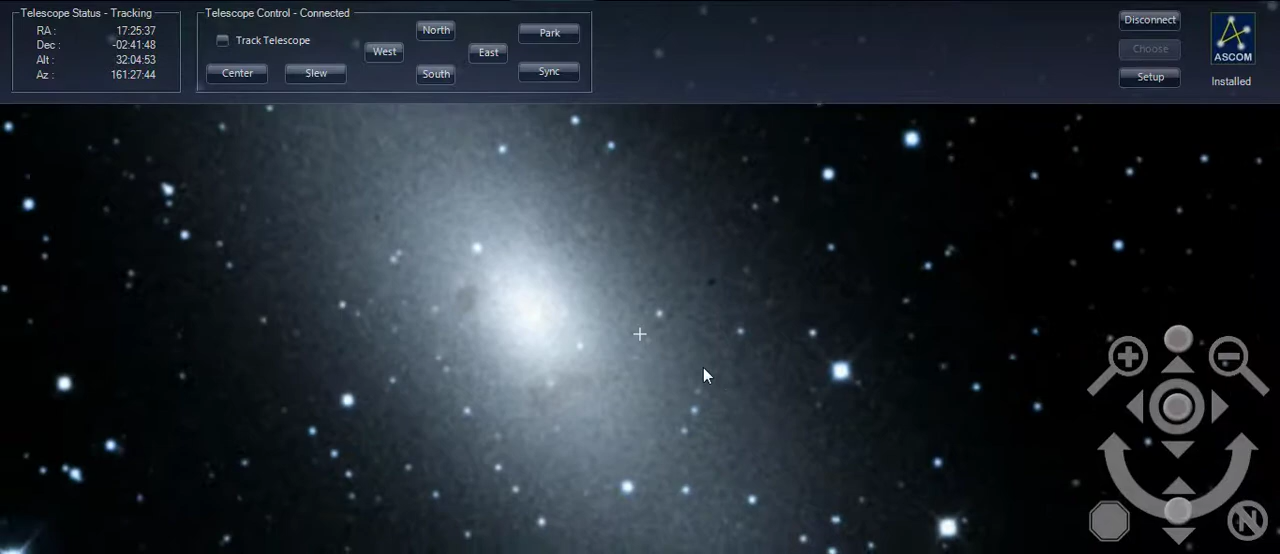 Telescope Status - Tracking
RA : 17:25:37
Dec : -02:41:48
Alt : 32:04:53
Az : 161:27:44
Telescope Control - Connected
Track Telescope
Center
Slew
West
North
South
East
Park
Sync
Disconnect
Choose
Setup
ASCOM
Installed
N